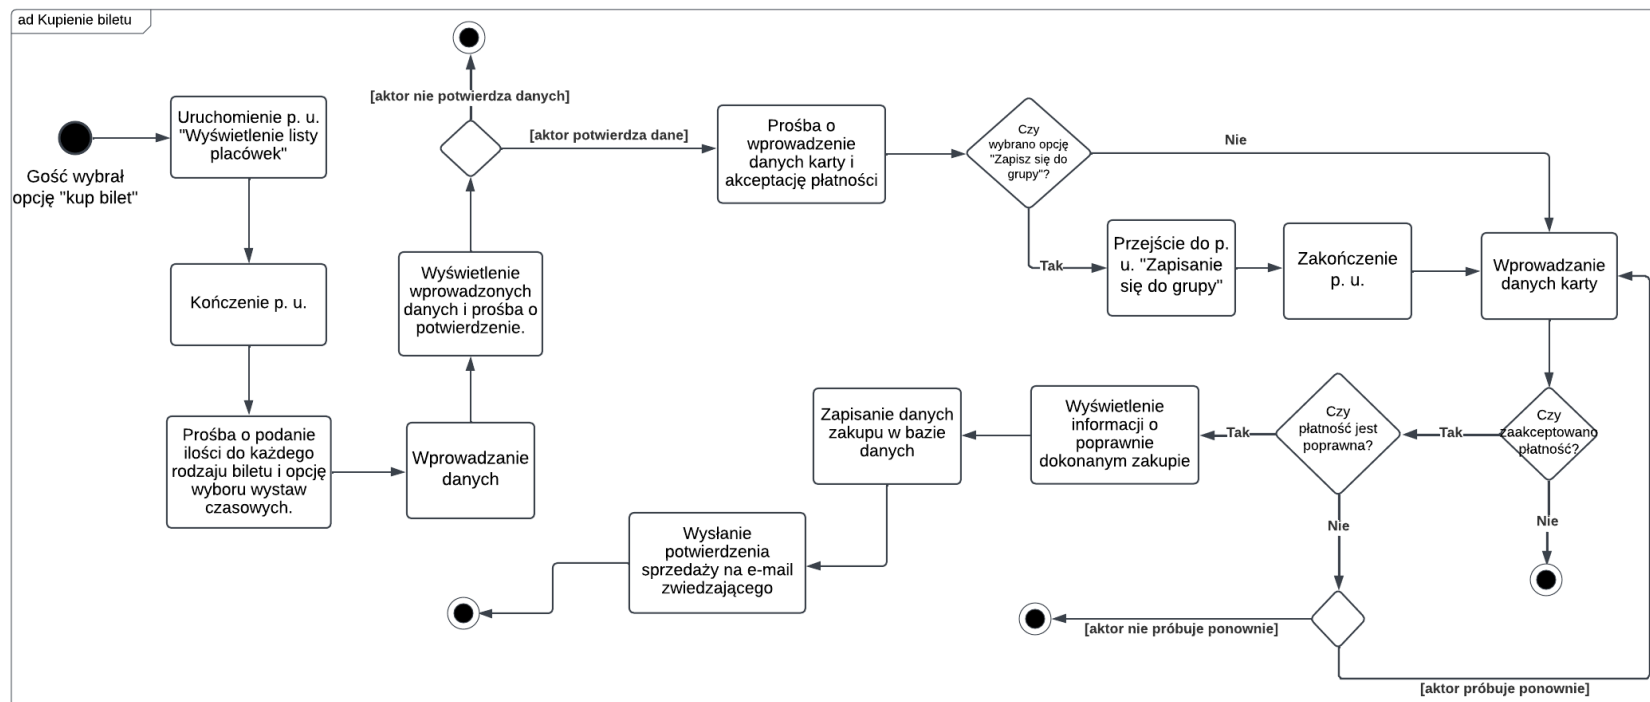 ad Kupienie biletu
Gość wybrał
opcję "kup bilet"
Uruchomienie p. u.
"Wyświetlenie listy
placówek"
Kończenie p. u.
Prośba o podanie
ilości do każdego
rodzaju biletu i opcję
wyboru wystaw
czasowych.
Wprowadzanie
danych
Wyświetlenie
wprowadzonych
danych i prośba o
potwierdzenie.
[aktor nie potwierdza danych]
[aktor potwierdza dane]
Prośba o
wprowadzenie
danych karty i
akceptację płatności
Czy
wybrano opcję
"Zapisz się do
grupy"?
Nie
Tak
Przejście do p.
u. "Zapisanie
się do grupy"
Zakończenie
p. u.
Wprowadzanie
danych karty
Czy
zaakceptowano
płatność?
Nie
Tak
Czy
płatność jest
poprawna?
Tak
Nie
Wyświetlenie
informacji o
poprawnie
dokonanym zakupie
Zapisanie danych
zakupu w bazie
danych
Wysłanie
potwierdzenia
sprzedaży na e-mail
zwiedzającego
[aktor nie próbuje ponownie]
[aktor próbuje ponownie]